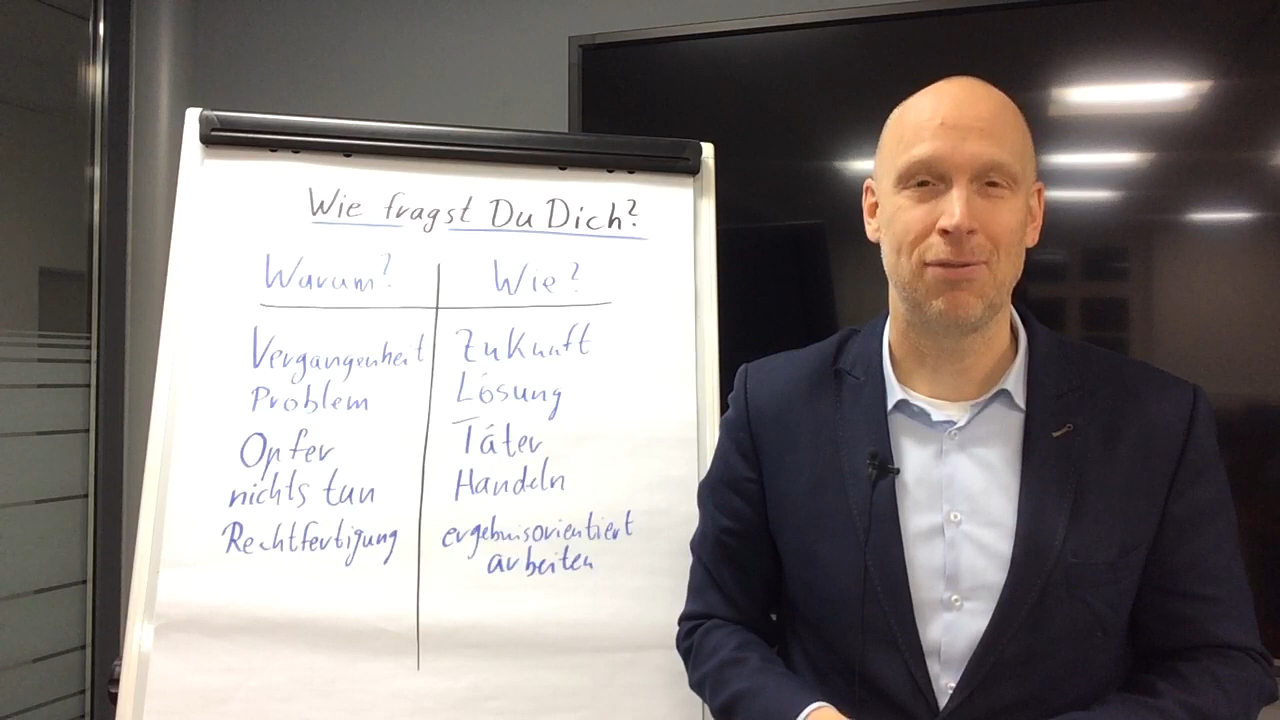 Wie fragst Du Dich?
Warum? Wie?
Vergangenheit Zukunft
Problem Lösung
Opfer Täter
nichts tun Handeln
Rechtfertigung ergebnisorientiert
arbeiten